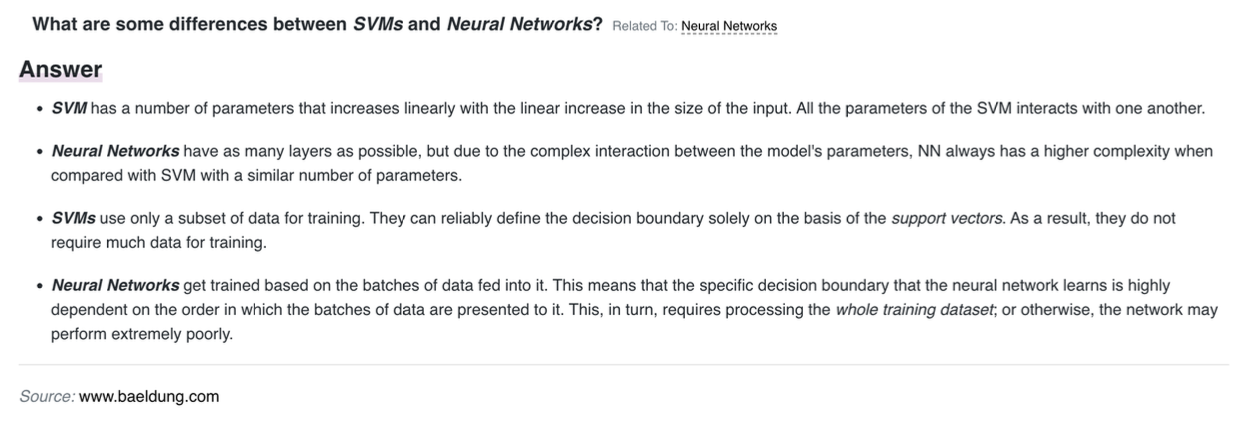 What are some differences between SVMs and Neural Networks? Related To: Neural Networks
Answer
• SVM has a number of parameters that increases linearly with the linear increase in the size of the input. All the parameters of the SVM interacts with one another.
• Neural Networks have as many layers as possible, but due to the complex interaction between the model's parameters, NN always has a higher complexity when
compared with SVM with a similar number of parameters.
• SVMs use only a subset of data for training. They can reliably define the decision boundary solely on the basis of the support vectors. As a result, they do not
require much data for training.
• Neural Networks get trained based on the batches of data fed into it. This means that the specific decision boundary that the neural network learns is highly
dependent on the order in which the batches of data are presented to it. This, in turn, requires processing the whole training dataset; or otherwise, the network may
perform extremely poorly.
Source: www.baeldung.com